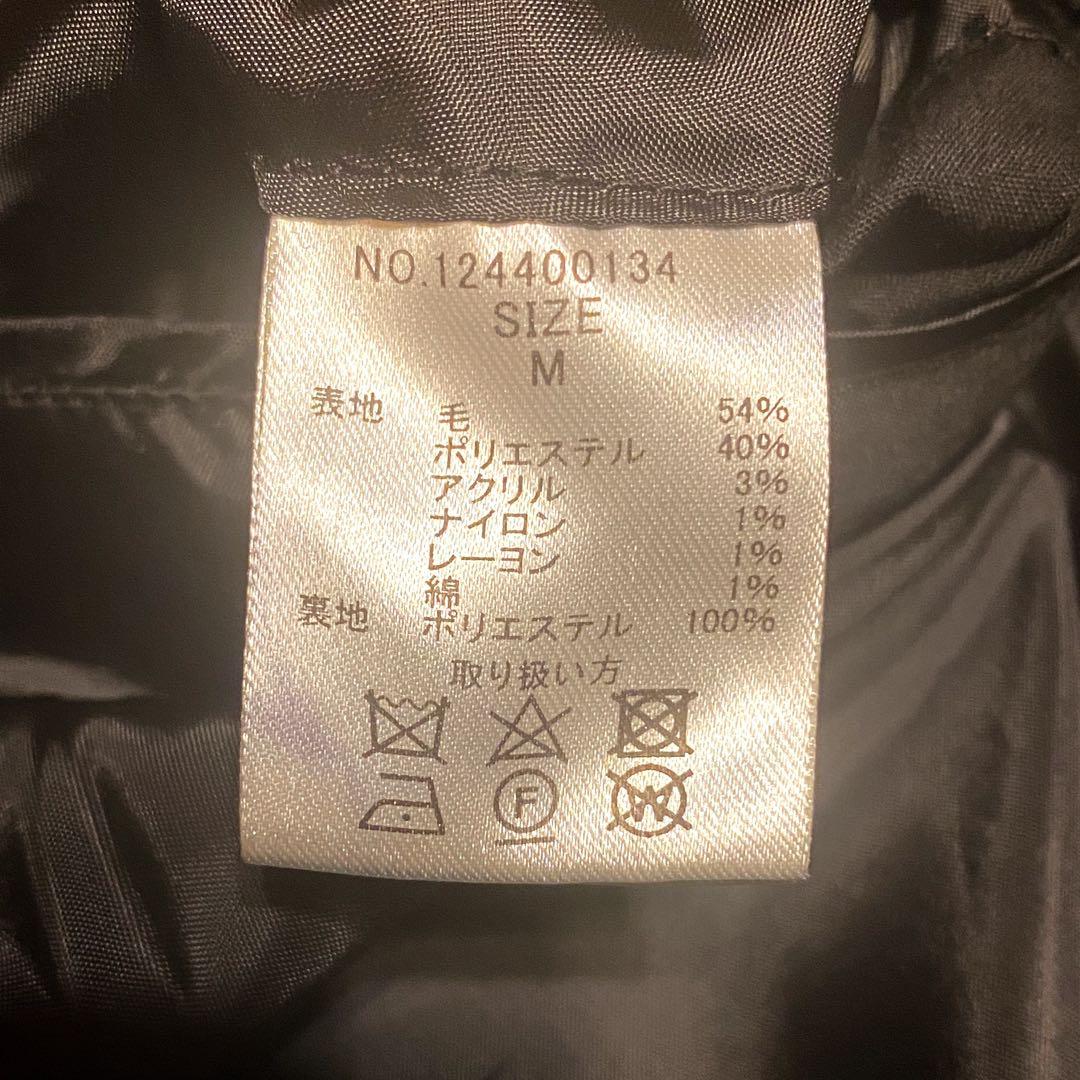 NO.124400134
SIZE
M
表地 毛 54%
ポリエステル 40%
アクリル 3%
ナイロン 1%
レーヨン 1%
綿 1%
裏地 ポリエステル 100%
取り扱い方
F
W